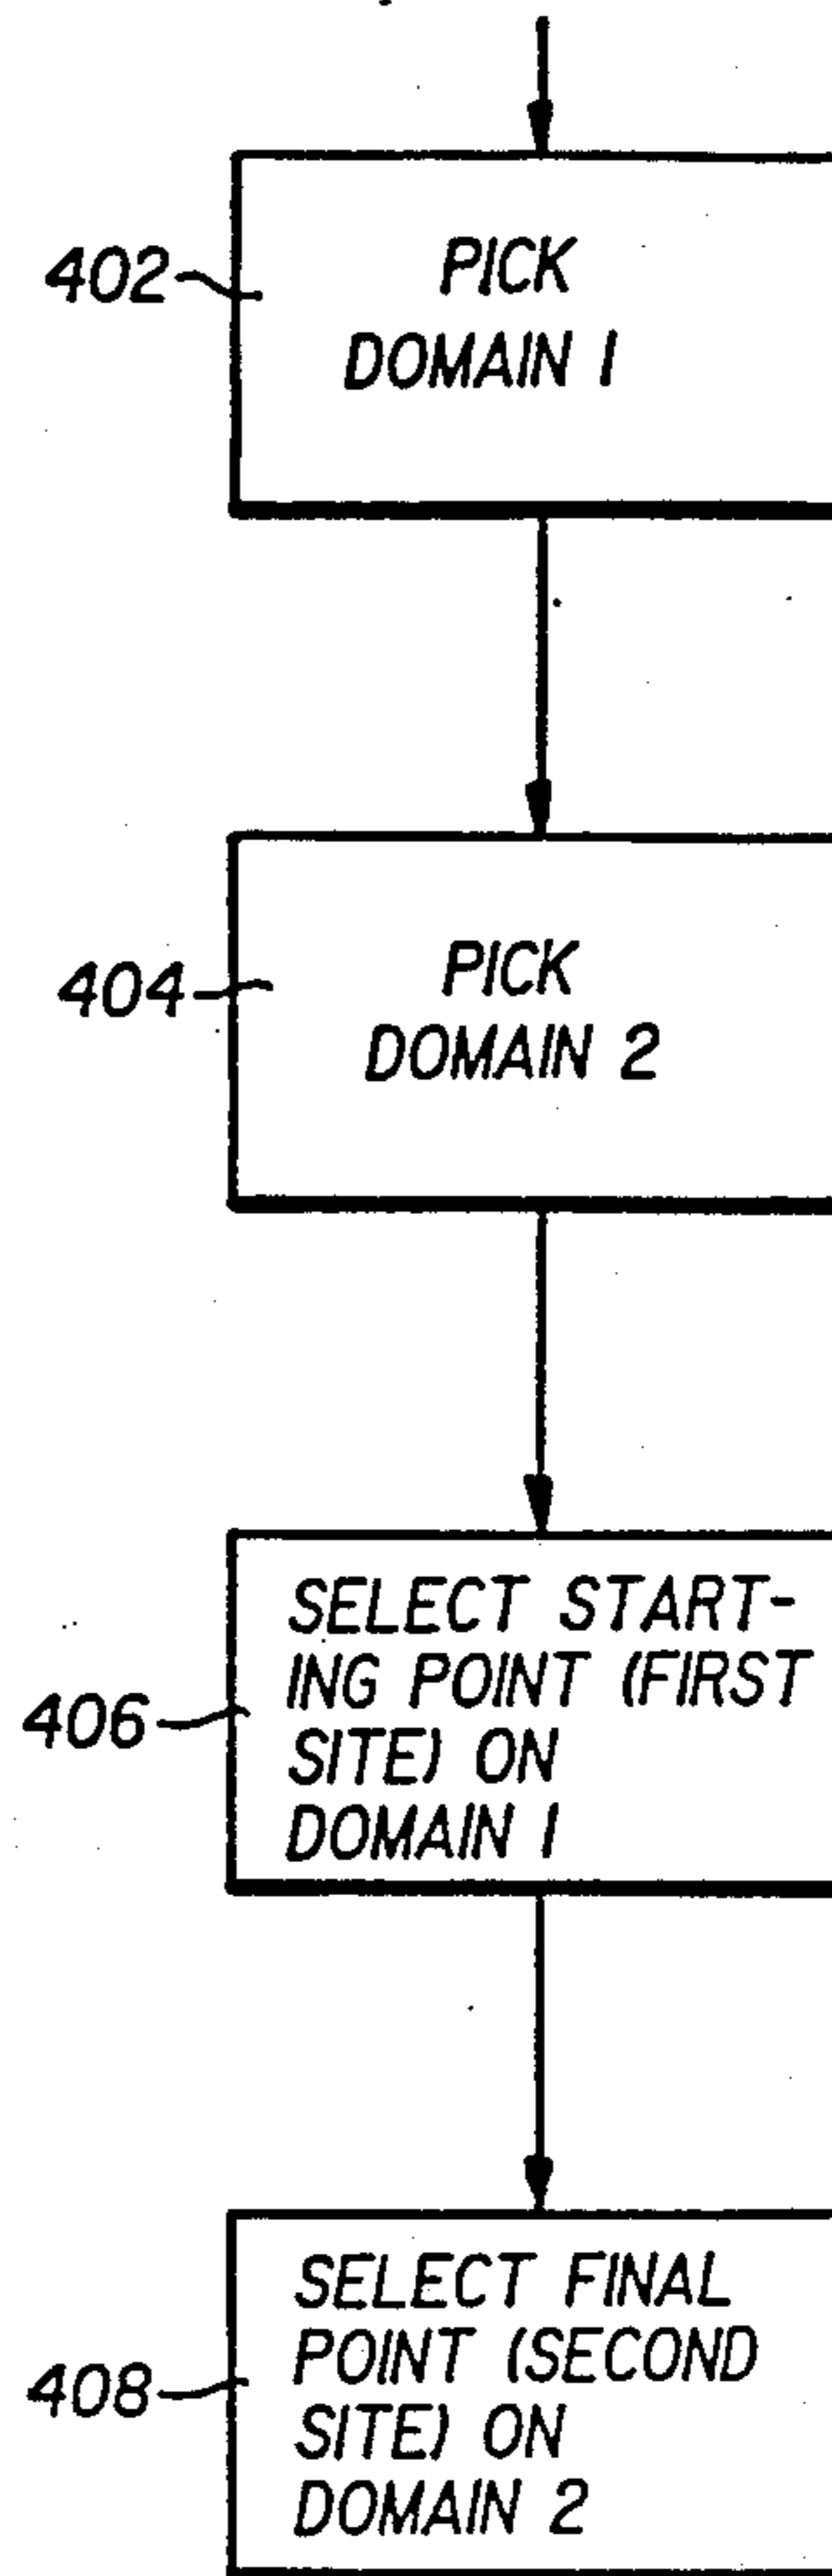 402
PICK
DOMAIN 1
404
PICK
DOMAIN 2
406
SELECT START-
ING POINT (FIRST
SITE) ON
DOMAIN 1
408
SELECT FINAL
POINT (SECOND
SITE) ON
DOMAIN 2